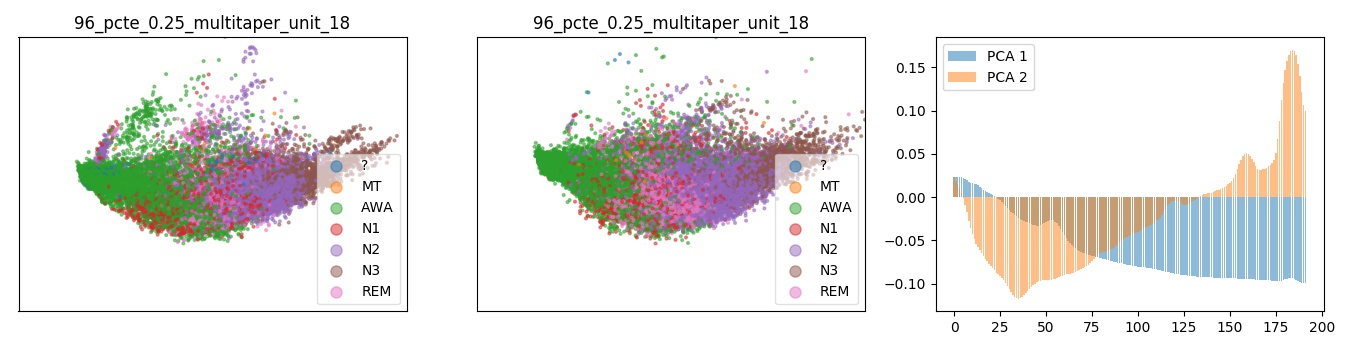 96_pcte_0.25_multitaper_unit_18
?
MT
AWA
N1
N2
N3
REM
96_pcte_0.25_multitaper_unit_18
?
MT
AWA
N1
N2
N3
REM
PCA 1
PCA 2
0.15
0.10
0.05
0.00
−0.05
−0.10
0 25 50 75 100 125 150 175 200